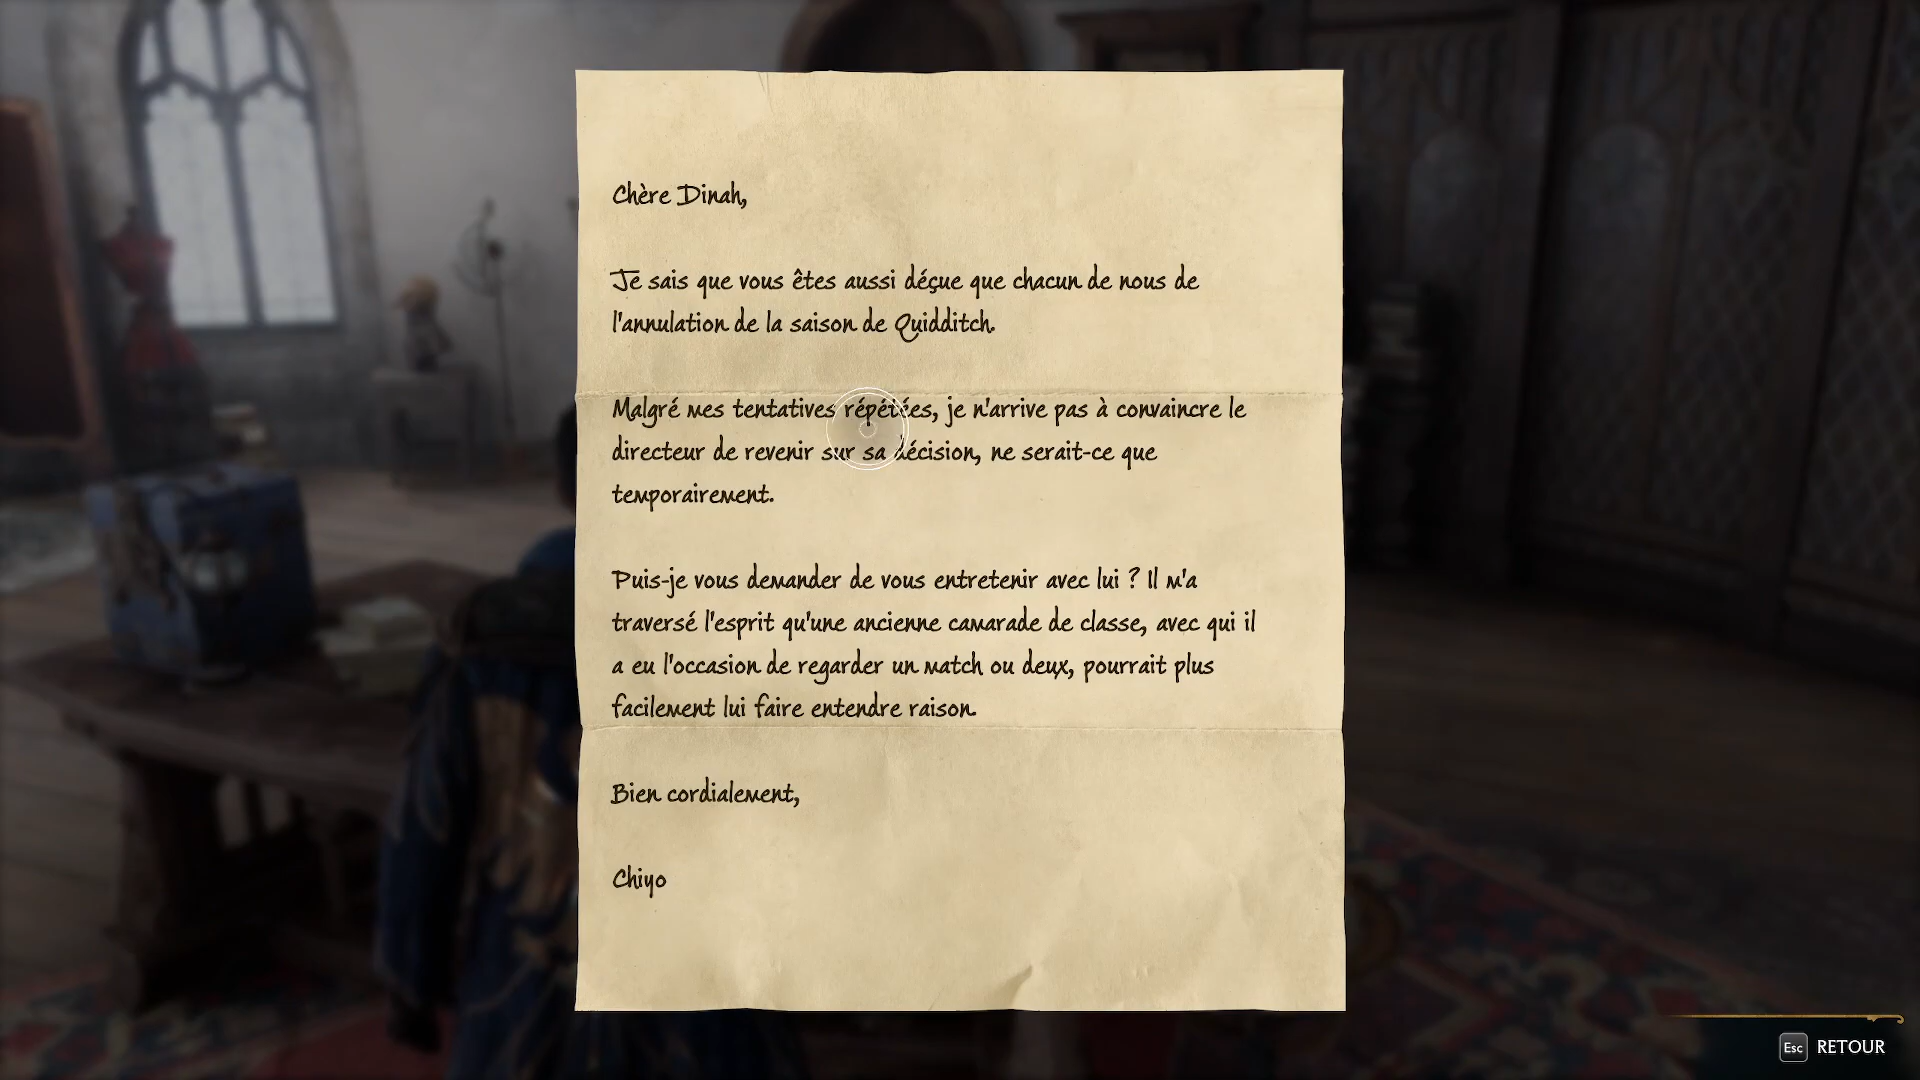 Chère Dinah,
Je sais que vous êtes aussi déçue que chacun de nous de
l'annulation de la saison de Quidditch.
Malgré mes tentatives répétées, je n'arrive pas à convaincre le
directeur de revenir sur sa décision, ne serait-ce que
temporairement.
Puis-je vous demander de vous entretenir avec lui ? Il m'a
traversé l'esprit qu'une ancienne camarade de classe, avec qui il
a eu l'occasion de regarder un match ou deux, pourrait plus
facilement lui faire entendre raison.
Bien cordialement,
Chiyo
Esc RETOUR